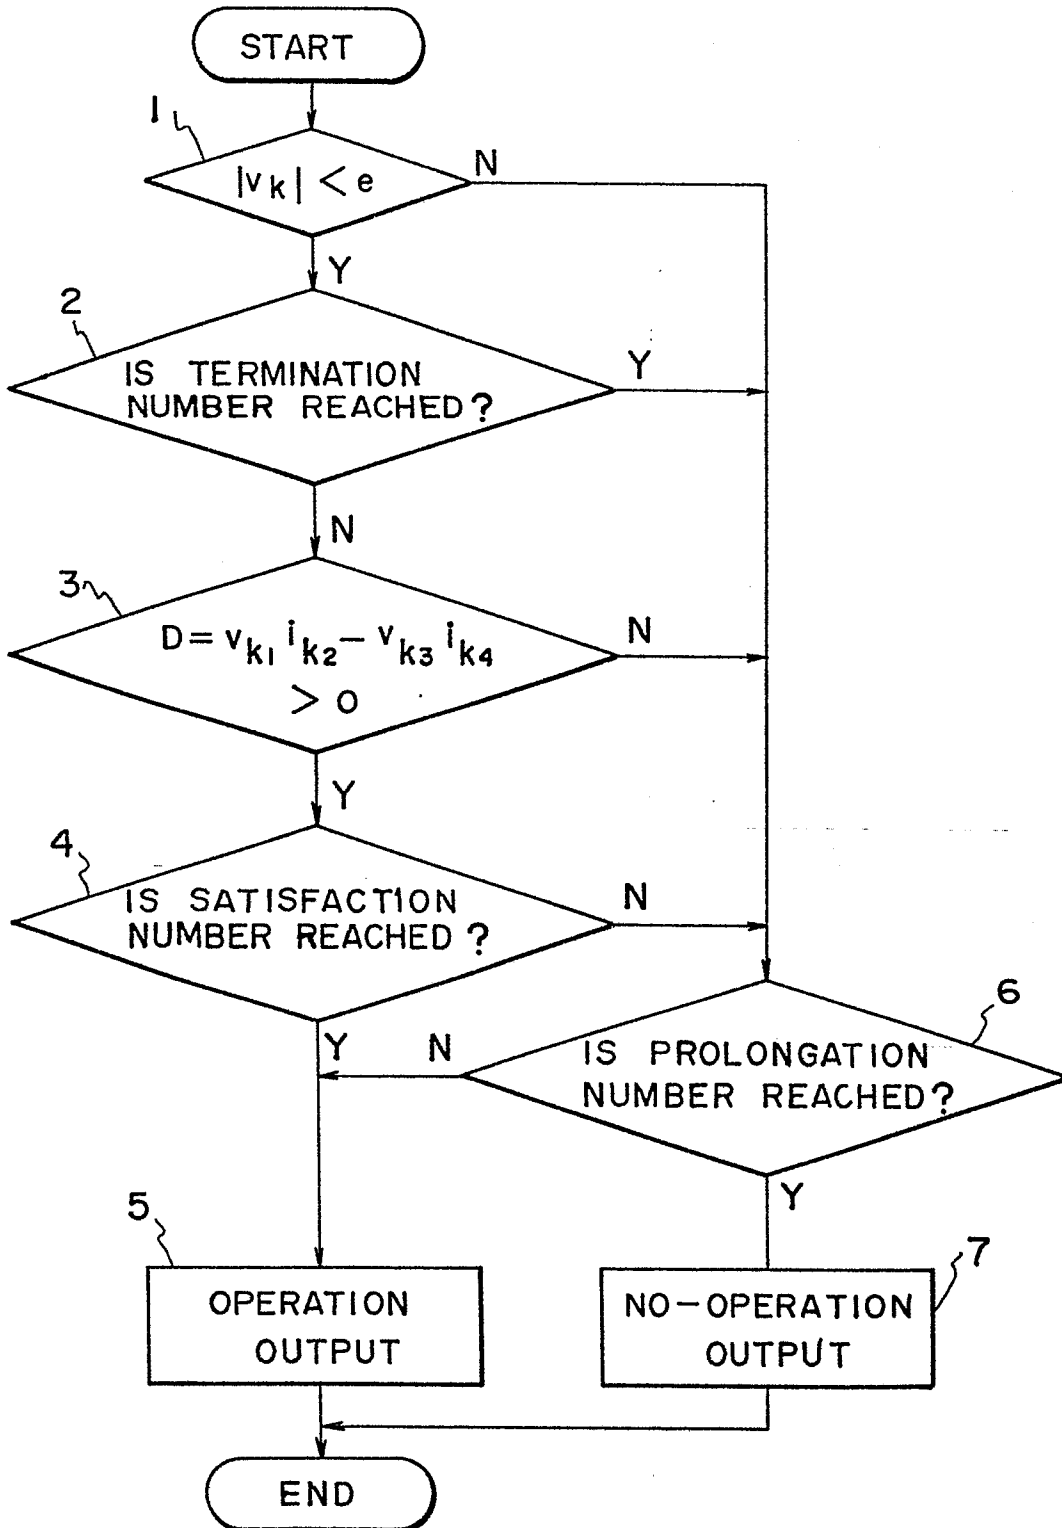 START
1
|vk| < e
N
Y
2
IS TERMINATION
NUMBER REACHED?
Y
N
3
D = vk1 ik2 − vk3 ik4
> 0
N
Y
4
IS SATISFACTION
NUMBER REACHED?
N
Y
6
IS PROLONGATION
NUMBER REACHED?
N
Y
5
OPERATION
OUTPUT
7
NO-OPERATION
OUTPUT
END